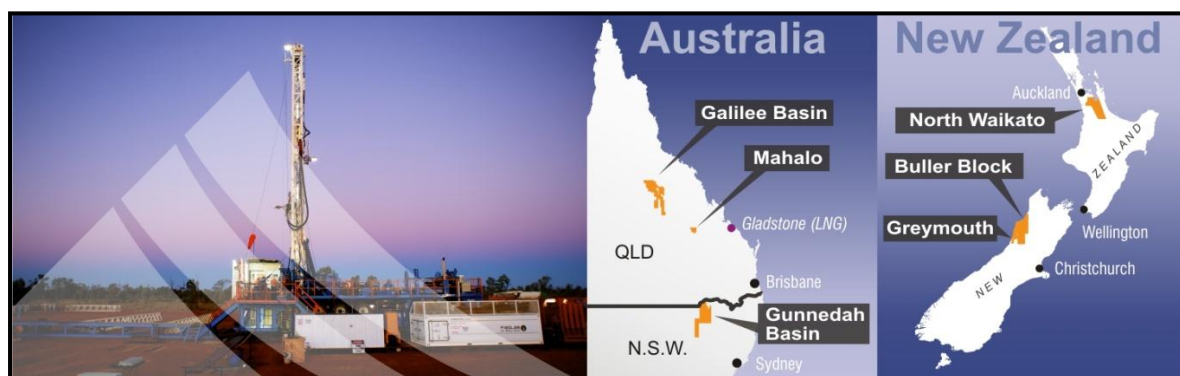 Australia
Galilee Basin
Mahalo
Gladstone (LNG)
QLD
Brisbane
Gunnedah
Basin
N.S.W.
Sydney
New Zealand
Auckland
North Waikato
ZEALAND
Buller Block
Greymouth
Wellington
Christchurch
NEW